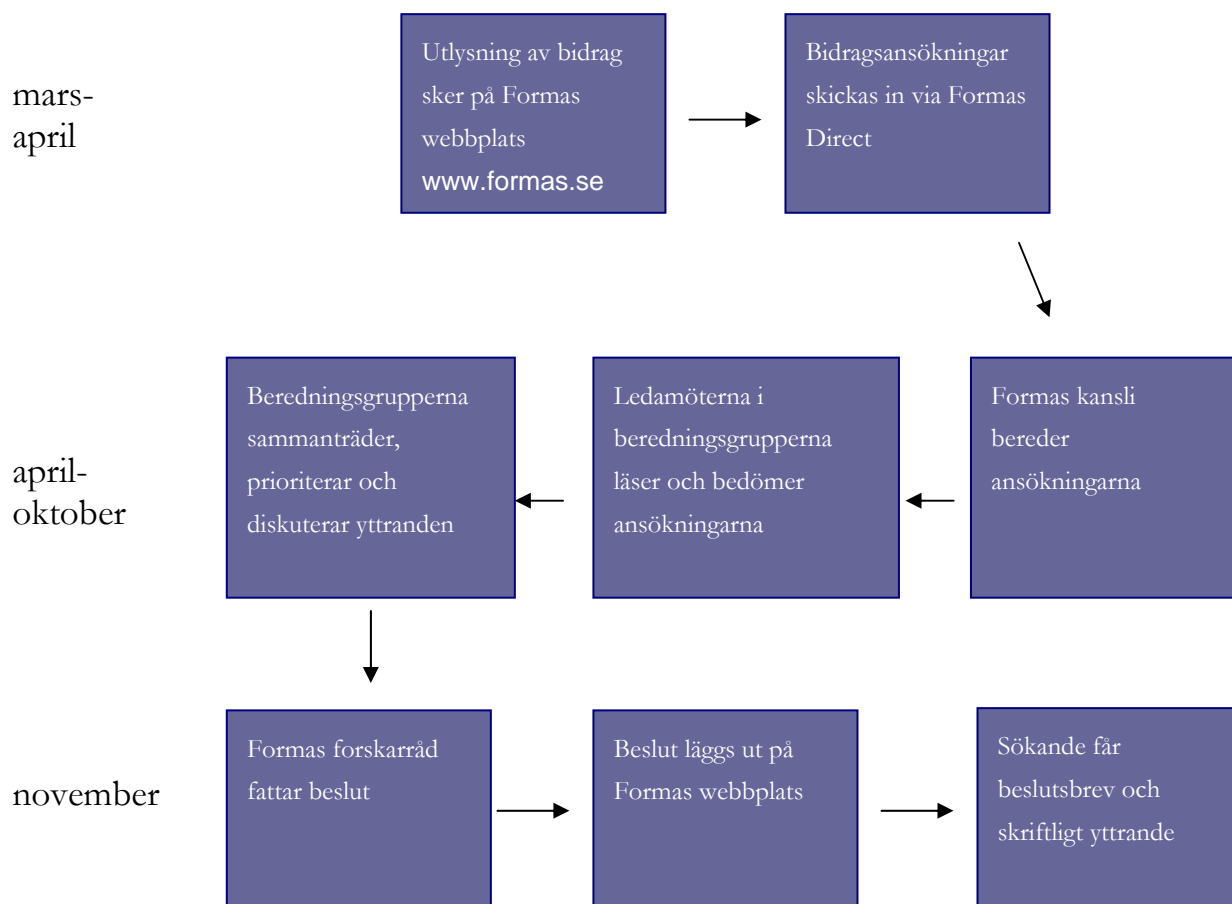 mars-
april
Utlysning av bidrag
sker på Formas
webbplats
www.formas.se
Bidragsansökningar
skickas in via Formas
Direct
april-
oktober
Formas kansli
bereder
ansökningarna
Ledamöterna i
beredningsgrupperna
läser och bedömer
ansökningarna
Beredningsgrupperna
sammanträder,
prioriterar och
diskuterar yttranden
november
Formas forskarråd
fattar beslut
Beslut läggs ut på
Formas webbplats
Sökande får
beslutsbrev och
skriftligt yttrande